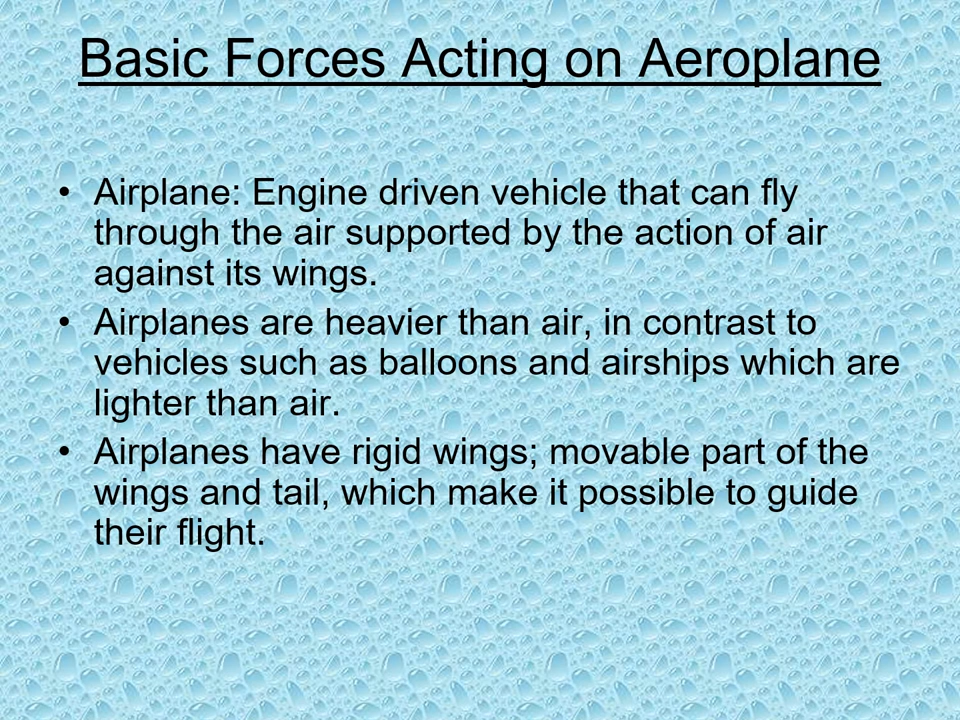 Basic Forces Acting on Aeroplane
• Airplane: Engine driven vehicle that can fly
through the air supported by the action of air
against its wings.
• Airplanes are heavier than air, in contrast to
vehicles such as balloons and airships which are
lighter than air.
• Airplanes have rigid wings; movable part of the
wings and tail, which make it possible to guide
their flight.